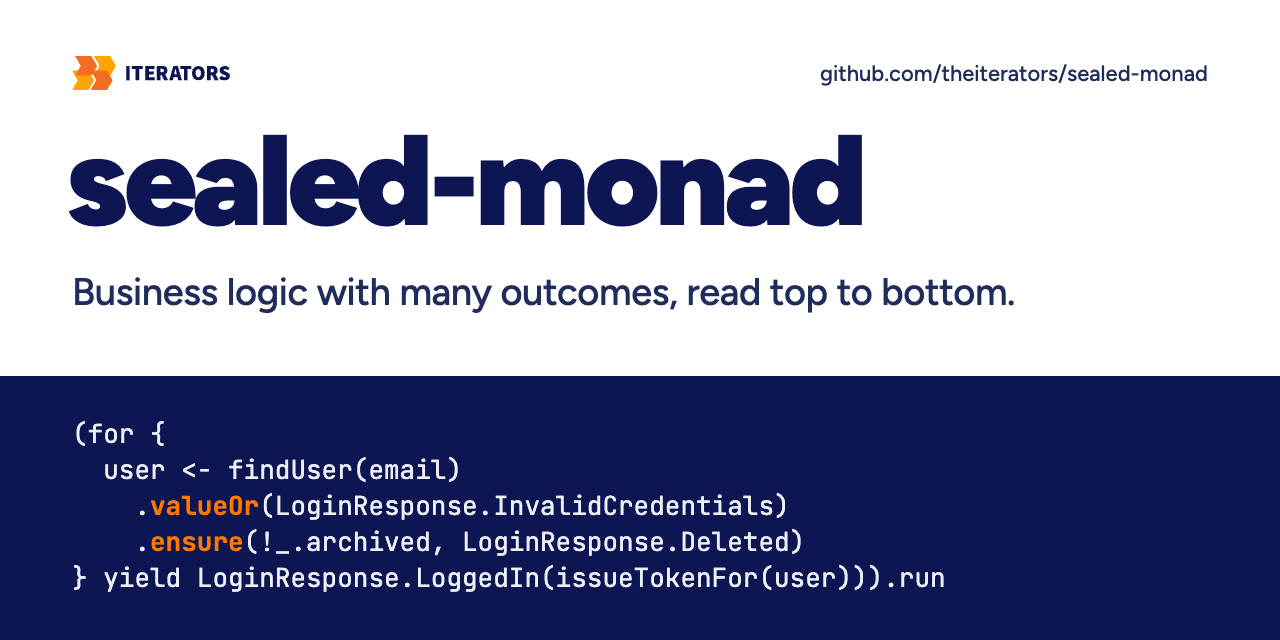 ITERATORS
github.com/theiterators/sealed-monad
sealed-monad
Business logic with many outcomes, read top to bottom.
(for {
  user <- findUser(email)
    .valueOr(LoginResponse.InvalidCredentials)
    .ensure(!_.archived, LoginResponse.Deleted)
} yield LoginResponse.LoggedIn(issueTokenFor(user))).run